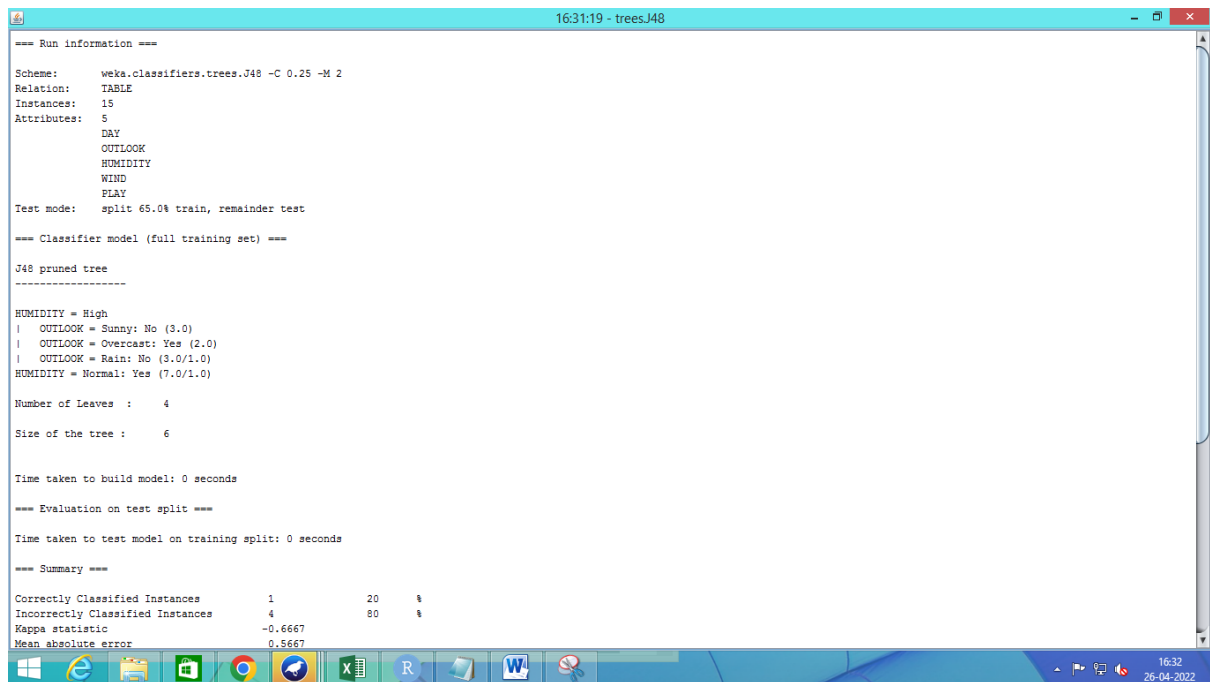 16:31:19 - trees.J48
=== Run information ===
Scheme: weka.classifiers.trees.J48 -C 0.25 -M 2
Relation: TABLE
Instances: 15
Attributes: 5
DAY
OUTLOOK
HUMIDITY
WIND
PLAY
Test mode: split 65.0% train, remainder test
=== Classifier model (full training set) ===
J48 pruned tree
------------------
HUMIDITY = High
| OUTLOOK = Sunny: No (3.0)
| OUTLOOK = Overcast: Yes (2.0)
| OUTLOOK = Rain: No (3.0/1.0)
HUMIDITY = Normal: Yes (7.0/1.0)
Number of Leaves : 4
Size of the tree : 6
Time taken to build model: 0 seconds
=== Evaluation on test split ===
Time taken to test model on training split: 0 seconds
=== Summary ===
Correctly Classified Instances 1 20 %
Incorrectly Classified Instances 4 80 %
Kappa statistic -0.6667
Mean absolute error 0.5667
16:32
26-04-2022